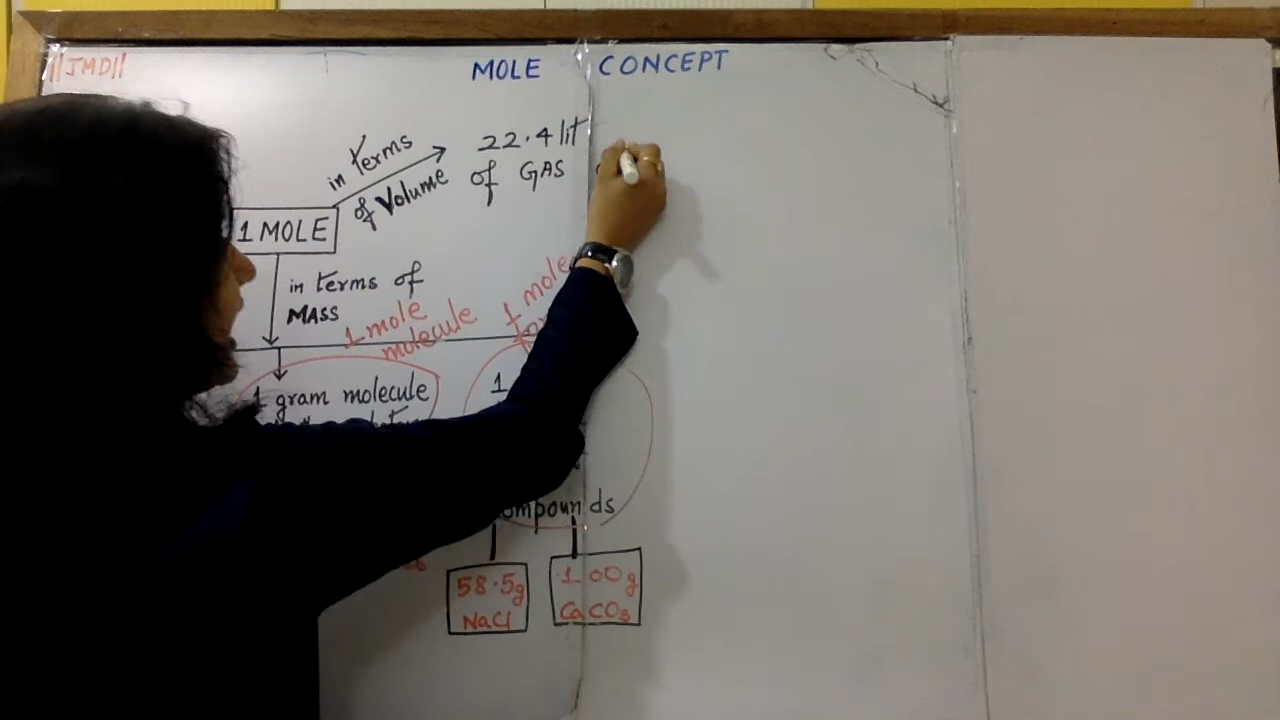 ||JMD||
MOLE CONCEPT
in terms
of Volume
22.4 lit
of GAS
1 MOLE
in terms of
MASS
1 mole
molecule
1 mole
1 gram molecule
1
compounds
58.5g
NaCl
100g
CaCO3